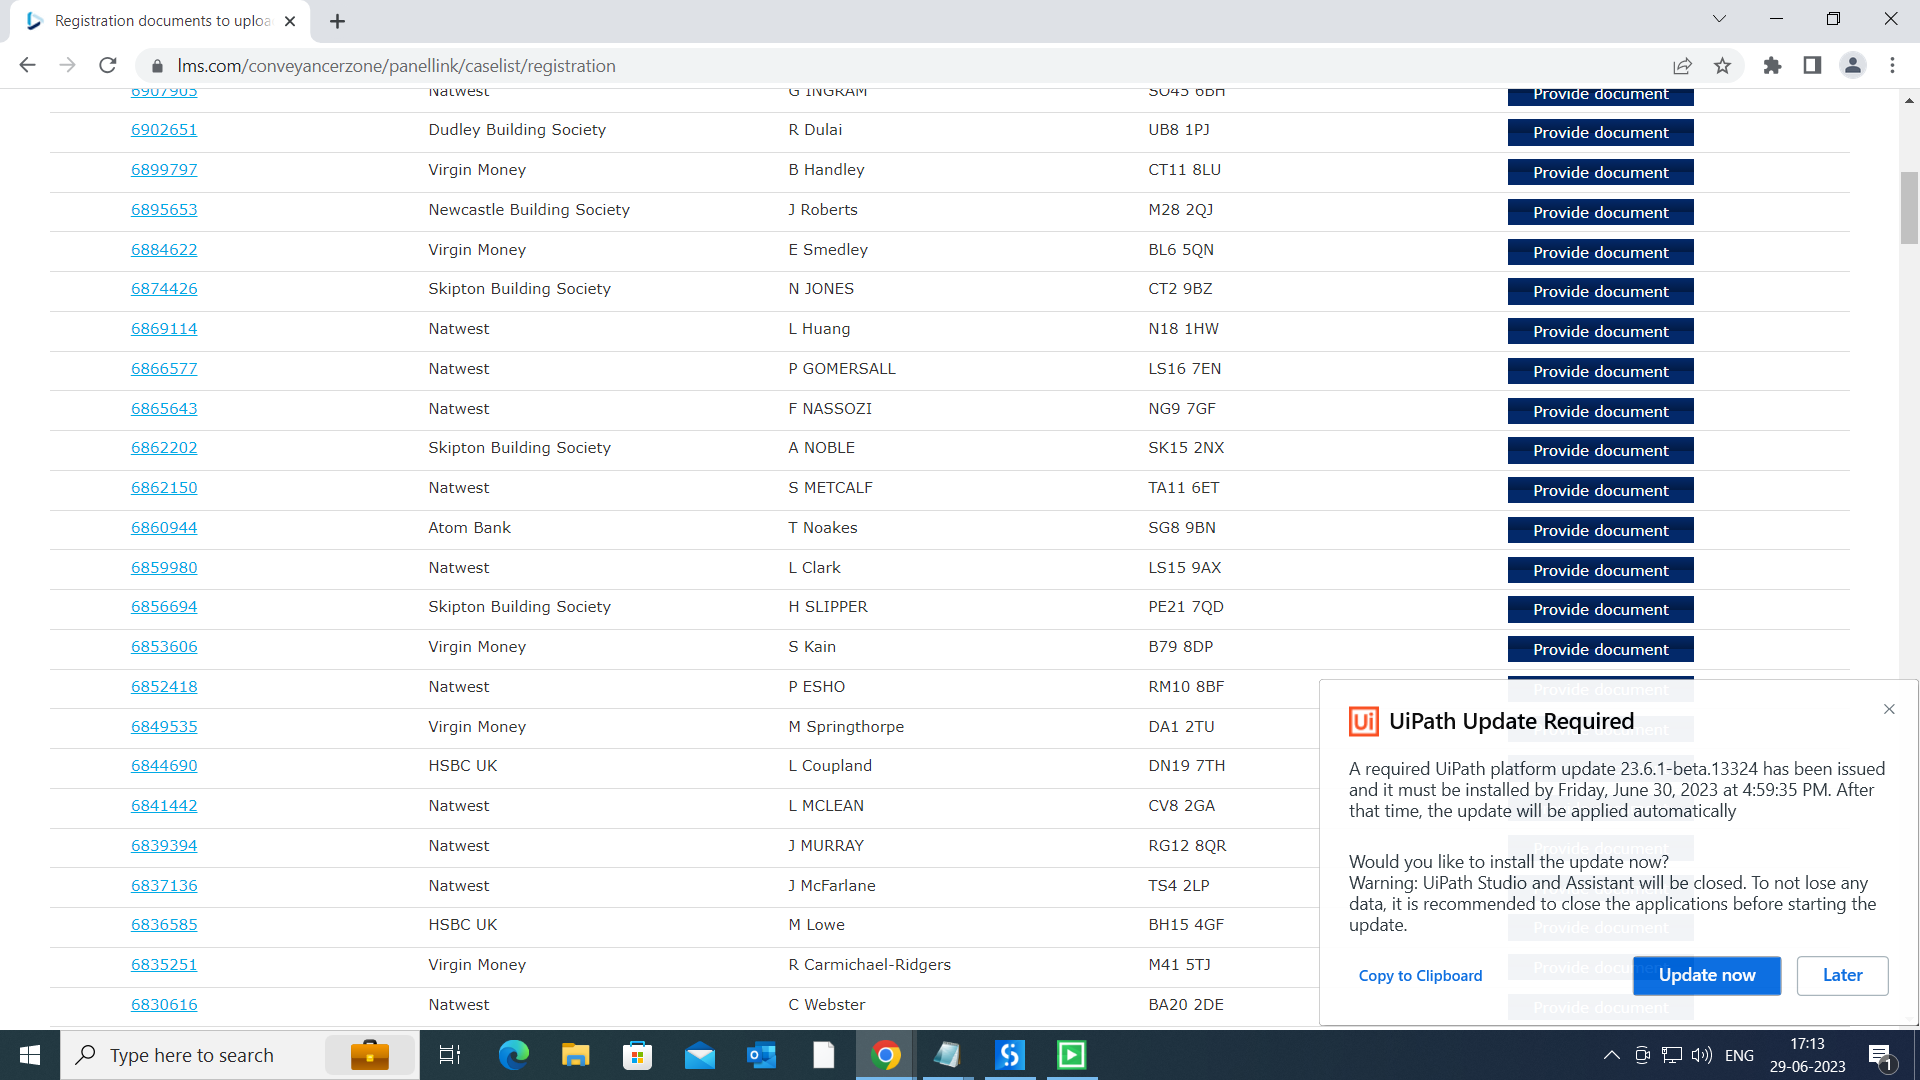 Registration documents to uploa
lms.com/conveyancerzone/panellink/caselist/registration
6907905 Natwest G INGRAM SO45 6BH Provide document
6902651 Dudley Building Society R Dulai UB8 1PJ Provide document
6899797 Virgin Money B Handley CT11 8LU Provide document
6895653 Newcastle Building Society J Roberts M28 2QJ Provide document
6884622 Virgin Money E Smedley BL6 5QN Provide document
6874426 Skipton Building Society N JONES CT2 9BZ Provide document
6869114 Natwest L Huang N18 1HW Provide document
6866577 Natwest P GOMERSALL LS16 7EN Provide document
6865643 Natwest F NASSOZI NG9 7GF Provide document
6862202 Skipton Building Society A NOBLE SK15 2NX Provide document
6862150 Natwest S METCALF TA11 6ET Provide document
6860944 Atom Bank T Noakes SG8 9BN Provide document
6859980 Natwest L Clark LS15 9AX Provide document
6856694 Skipton Building Society H SLIPPER PE21 7QD Provide document
6853606 Virgin Money S Kain B79 8DP Provide document
6852418 Natwest P ESHO RM10 8BF Provide document
6849535 Virgin Money M Springthorpe DA1 2TU
6844690 HSBC UK L Coupland DN19 7TH
6841442 Natwest L MCLEAN CV8 2GA
6839394 Natwest J MURRAY RG12 8QR
6837136 Natwest J McFarlane TS4 2LP
6836585 HSBC UK M Lowe BH15 4GF
6835251 Virgin Money R Carmichael-Ridgers M41 5TJ
6830616 Natwest C Webster BA20 2DE
Ui UiPath Update Required
A required UiPath platform update 23.6.1-beta.13324 has been issued
and it must be installed by Friday, June 30, 2023 at 4:59:35 PM. After
that time, the update will be applied automatically
Would you like to install the update now?
Warning: UiPath Studio and Assistant will be closed. To not lose any
data, it is recommended to close the applications before starting the
update.
Provide document
Copy to Clipboard Update now Later
Provide document
Type here to search
ENG
17:13
29-06-2023
1